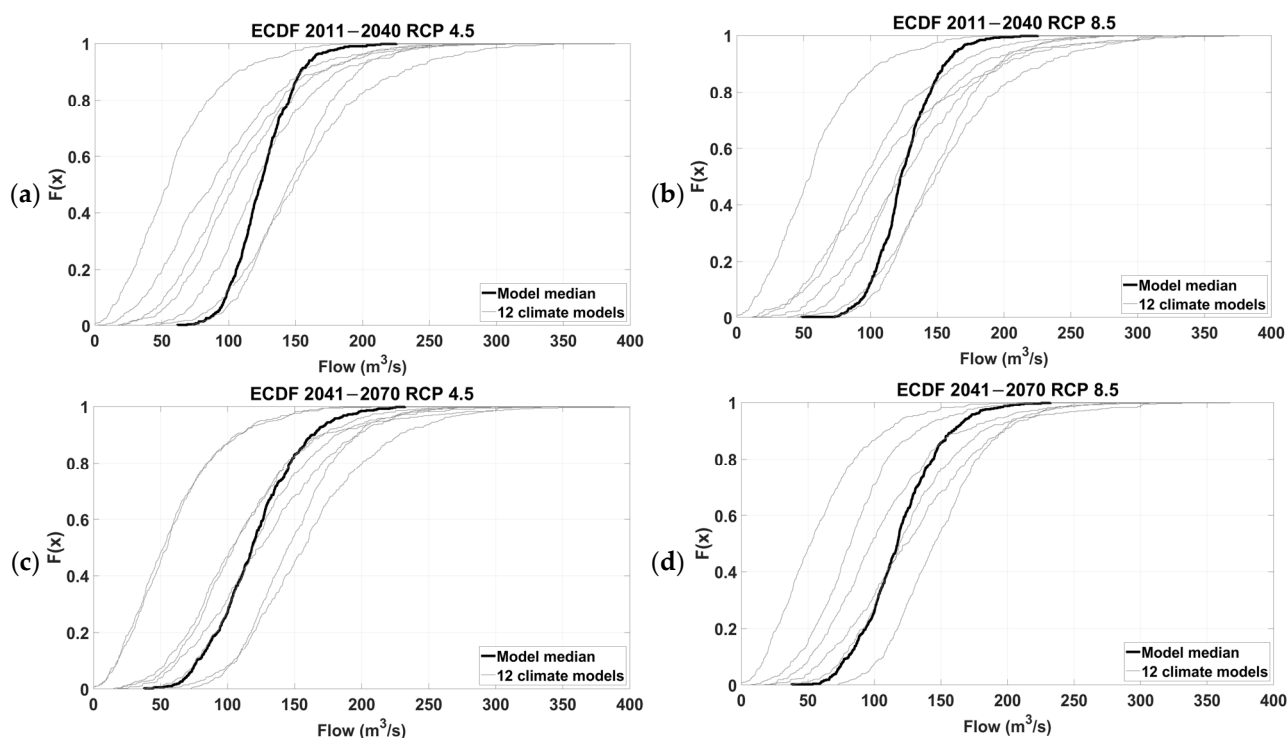 ECDF 2011−2040 RCP 4.5
(a)
F(x)
1
0.8
0.6
0.4
0.2
0
0 50 100 150 200 250 300 350 400
Flow (m³/s)
Model median
12 climate models
ECDF 2011−2040 RCP 8.5
(b)
F(x)
1
0.8
0.6
0.4
0.2
0
0 50 100 150 200 250 300 350 400
Flow (m³/s)
Model median
12 climate models
ECDF 2041−2070 RCP 4.5
(c)
F(x)
1
0.8
0.6
0.4
0.2
0
0 50 100 150 200 250 300 350 400
Flow (m³/s)
Model median
12 climate models
ECDF 2041−2070 RCP 8.5
(d)
F(x)
1
0.8
0.6
0.4
0.2
0
0 50 100 150 200 250 300 350 400
Flow (m³/s)
Model median
12 climate models